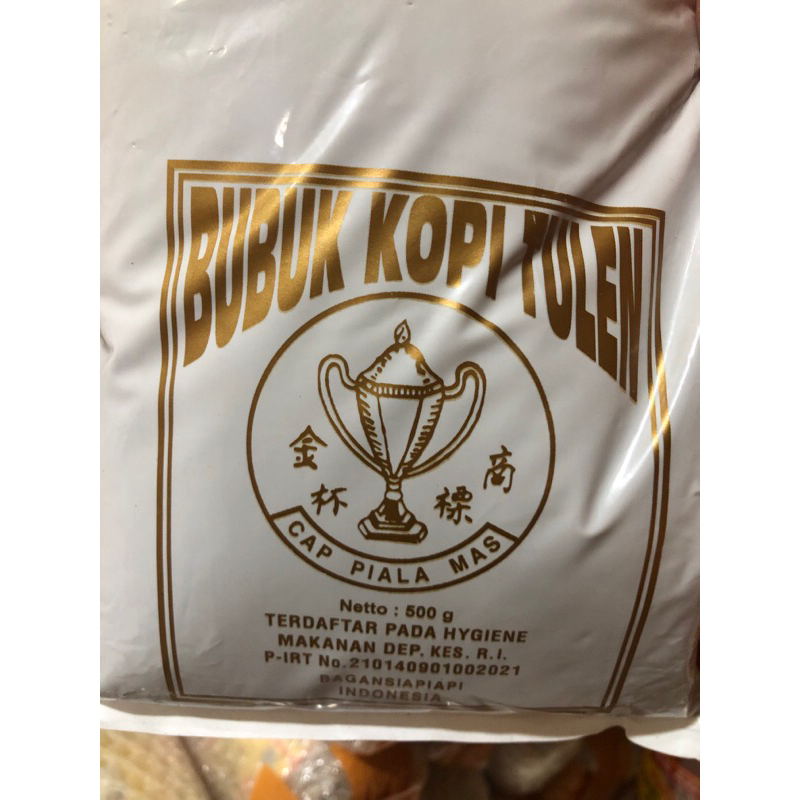 BUBUK KOPI TULEN
金杯 商標
CAP PIALA MAS
Netto : 500 g
TERDAFTAR PADA HYGIENE
MAKANAN DEP. KES. R.I.
P-IRT No.210140901002021
BAGANSIAPIAPI
INDONESIA